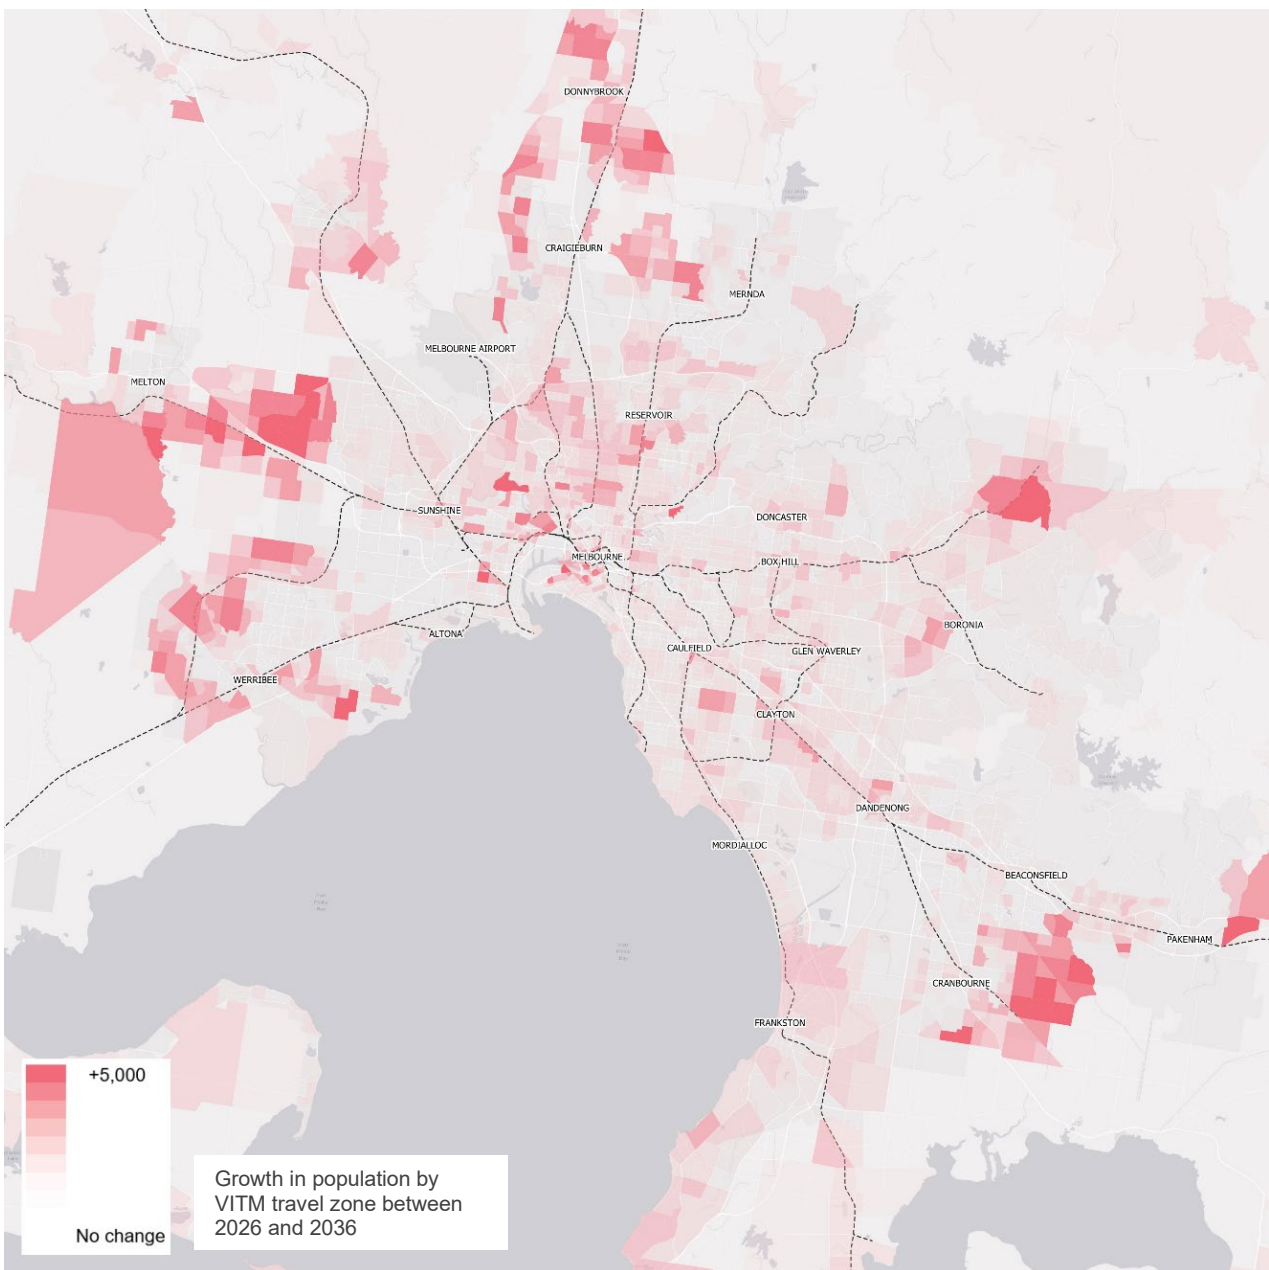 DONNYBROOK
CRAIGIEBURN
MERNDA
MELBOURNE AIRPORT
MELTON
RESERVOIR
SUNSHINE
DONCASTER
MELBOURNE
BOX HILL
ALTONA
BORONIA
CAULFIELD
GLEN WAVERLEY
WERRIBEE
CLAYTON
DANDENONG
MORDIALLOC
BEACONSFIELD
PAKENHAM
CRANBOURNE
FRANKSTON
+5,000
No change
Growth in population by
VITM travel zone between
2026 and 2036